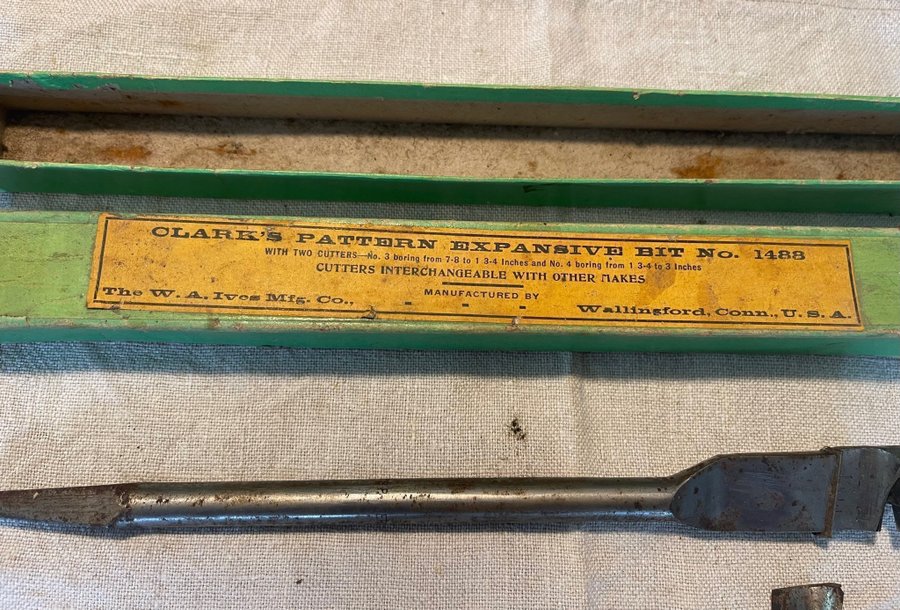 CLARK'S PATTERN EXPANSIVE BIT No. 1483
WITH TWO CUTTERS—No. 3 boring from 7-8 to 1 3-4 Inches and No. 4 boring from 1 3-4 to 3 Inches
CUTTERS INTERCHANGEABLE WITH OTHER MAKES
MANUFACTURED BY
The W. A. Ives Mfg. Co., - - - Wallingford, Conn., U. S. A.